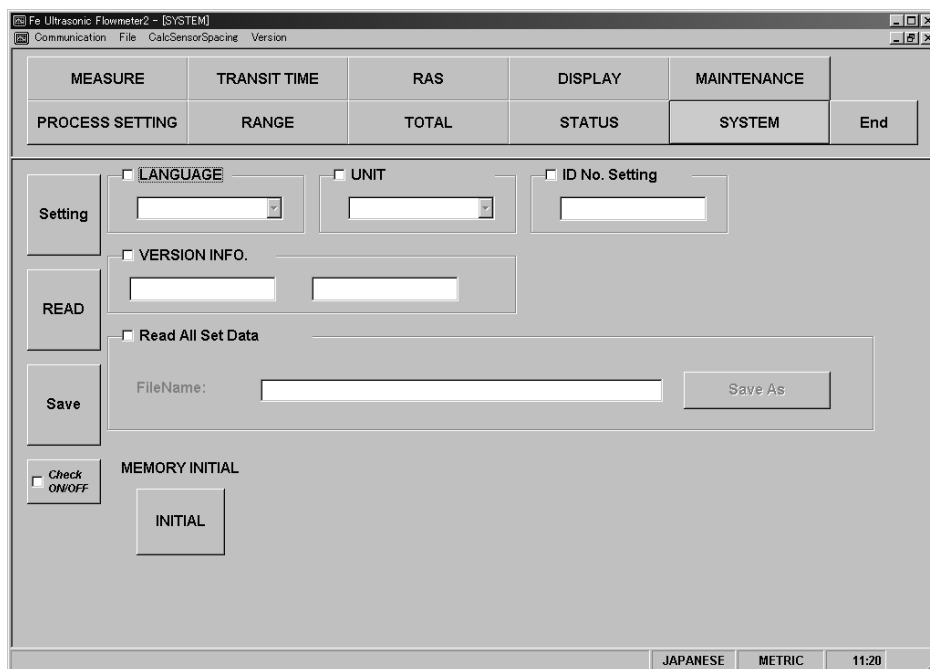 Fe Ultrasonic Flowmeter2 - [SYSTEM]
Communication File CalcSensorSpacing Version
MEASURE TRANSIT TIME RAS DISPLAY MAINTENANCE
PROCESS SETTING RANGE TOTAL STATUS SYSTEM End
Setting
LANGUAGE UNIT ID No. Setting
VERSION INFO.
READ
Read All Set Data
FileName: Save As
Save
Check
ON/OFF
MEMORY INITIAL
INITIAL
JAPANESE METRIC 11:20